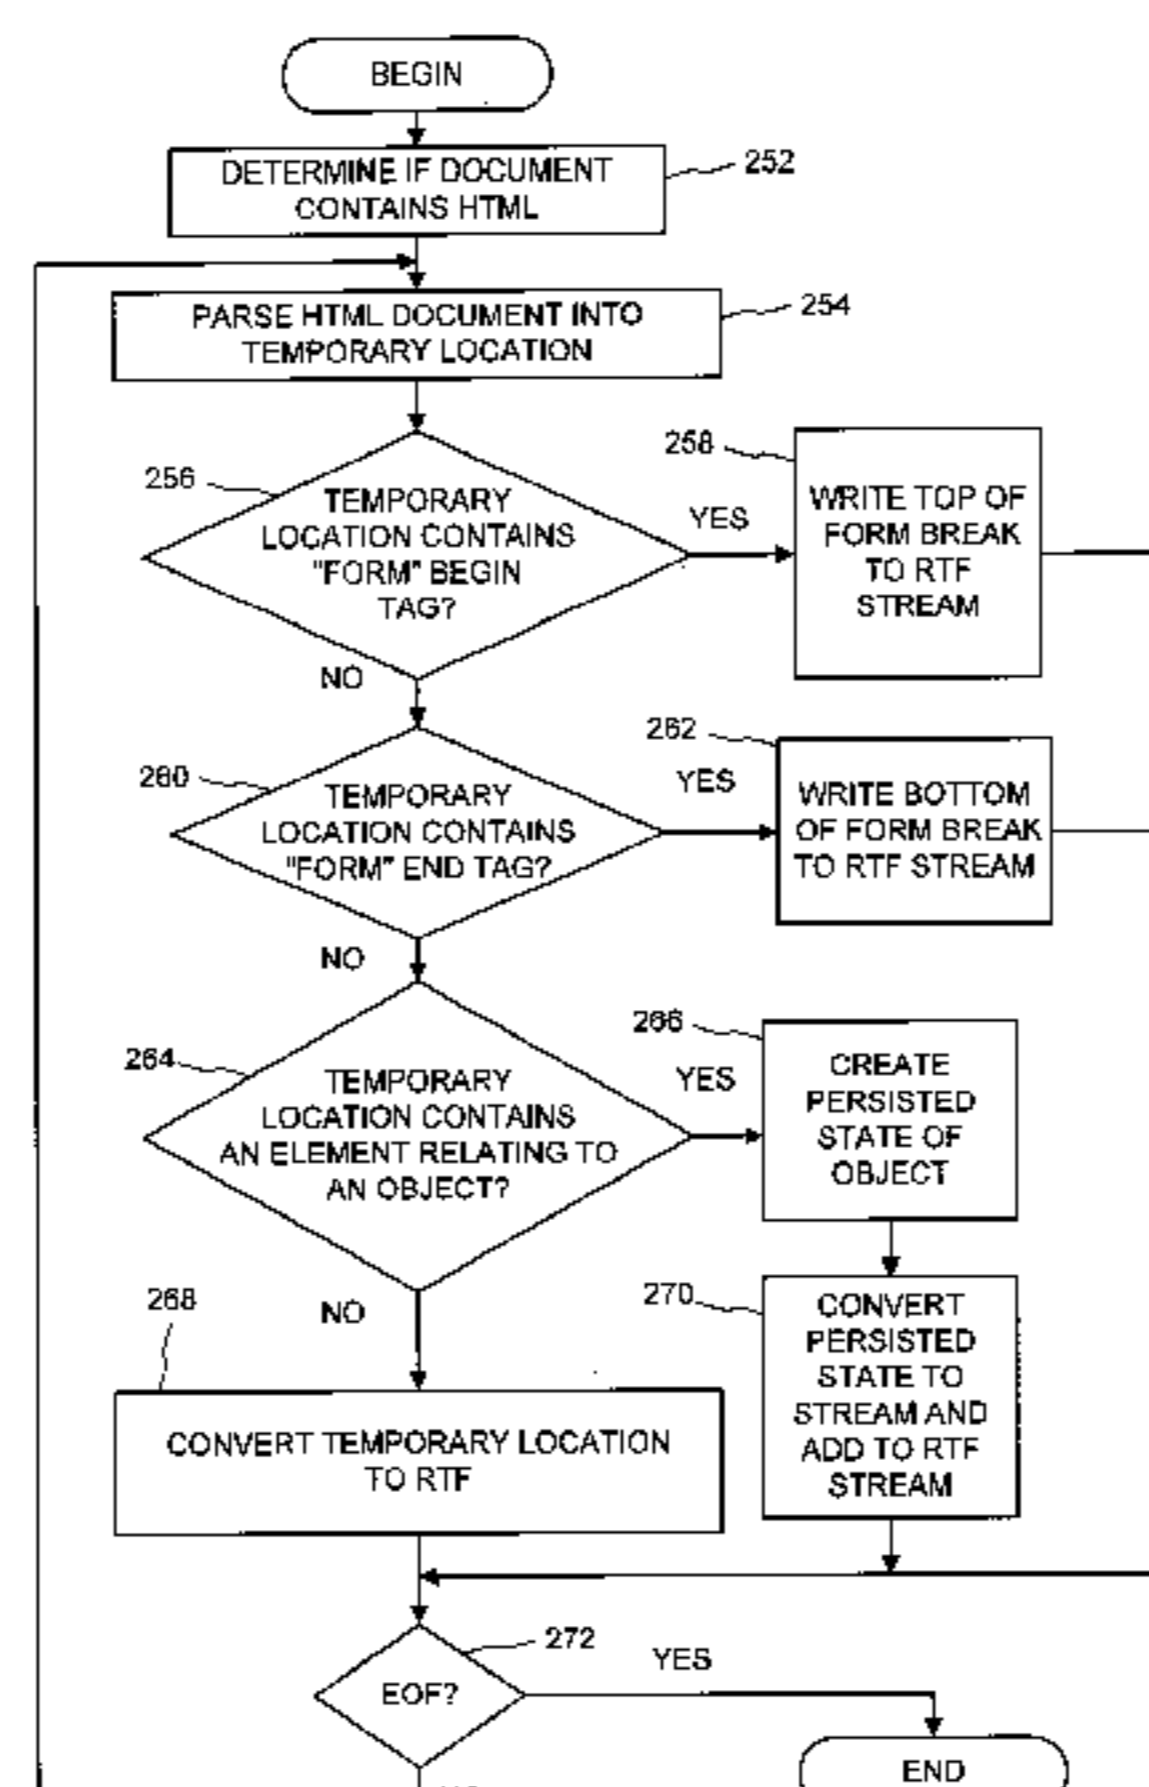 BEGIN
DETERMINE IF DOCUMENT
CONTAINS HTML
252
PARSE HTML DOCUMENT INTO
TEMPORARY LOCATION
254
256
TEMPORARY
LOCATION CONTAINS
"FORM" BEGIN
TAG?
YES
NO
258
WRITE TOP OF
FORM BREAK
TO RTF
STREAM
260
TEMPORARY
LOCATION CONTAINS
"FORM" END TAG?
YES
NO
262
WRITE BOTTOM
OF FORM BREAK
TO RTF STREAM
264
TEMPORARY
LOCATION CONTAINS
AN ELEMENT RELATING TO
AN OBJECT?
YES
NO
266
CREATE
PERSISTED
STATE OF
OBJECT
268
CONVERT TEMPORARY LOCATION
TO RTF
270
CONVERT
PERSISTED
STATE TO
STREAM AND
ADD TO RTF
STREAM
272
EOF?
YES
END